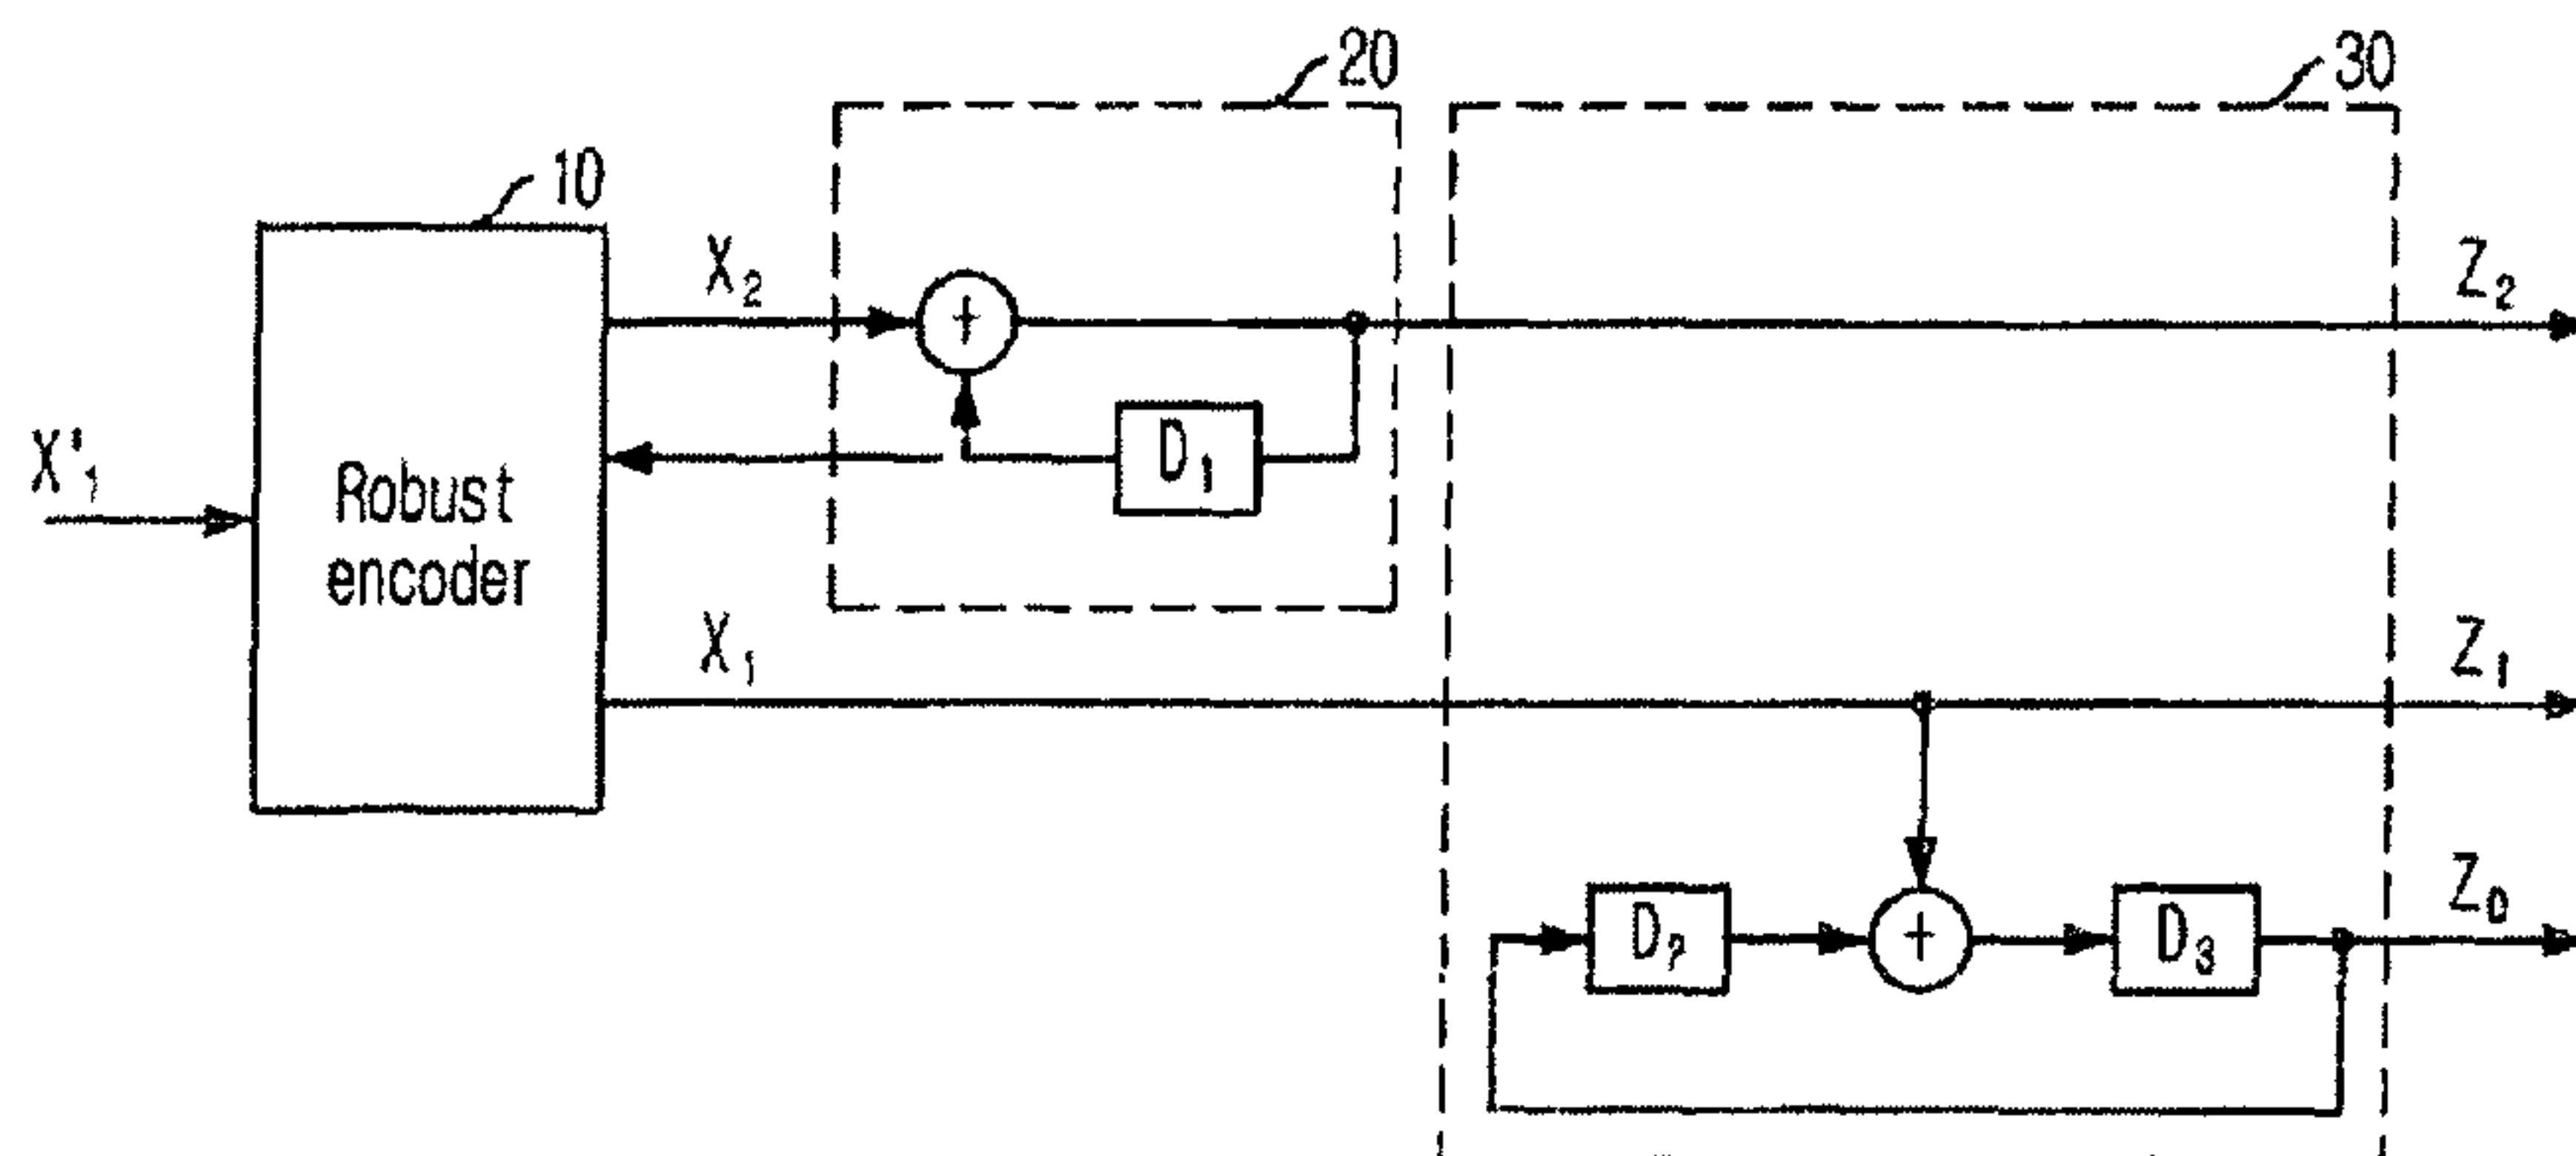 20
30
10
X₂
Z₂
+
D₁
X'₁
Robust
encoder
X₁
Z₁
Z₀
D₂
+
D₃